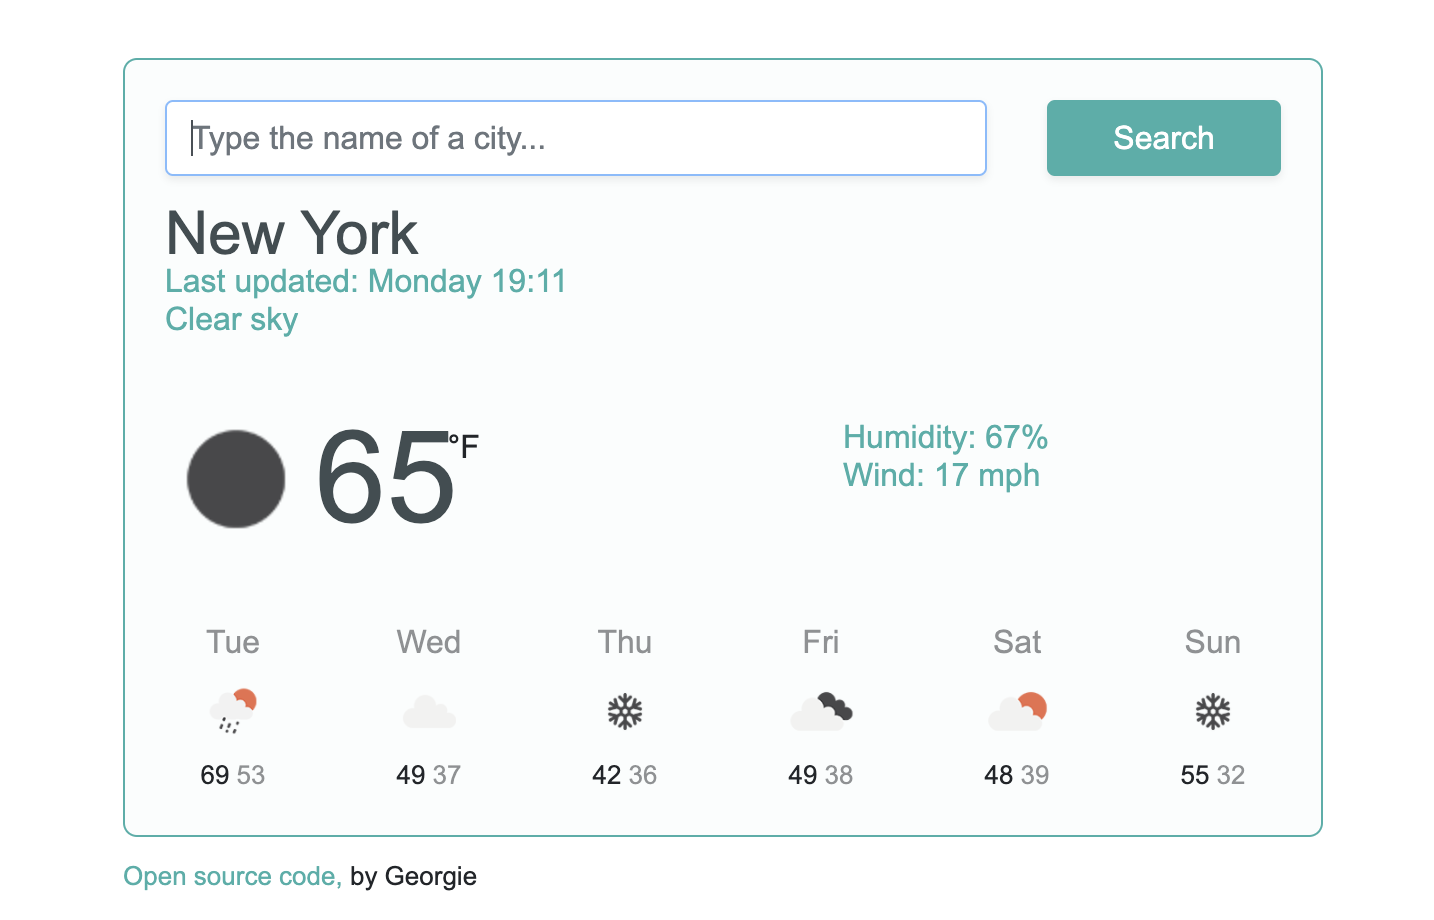 Type the name of a city...
Search
New York
Last updated: Monday 19:11
Clear sky
65°F
Humidity: 67%
Wind: 17 mph
Tue Wed Thu Fri Sat Sun
69 53 49 37 42 36 49 38 48 39 55 32
Open source code, by Georgie